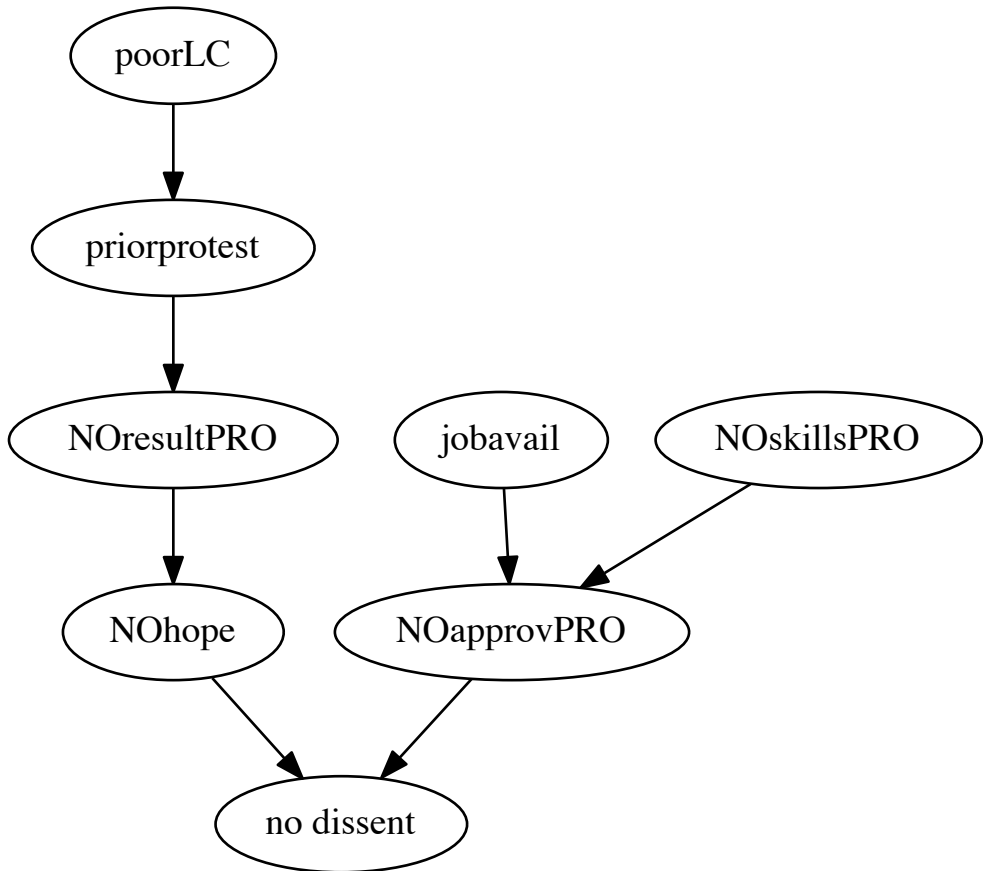 poorLC
priorprotest
NOresultPRO
jobavail
NOskillsPRO
NOhope
NOapprovPRO
no dissent